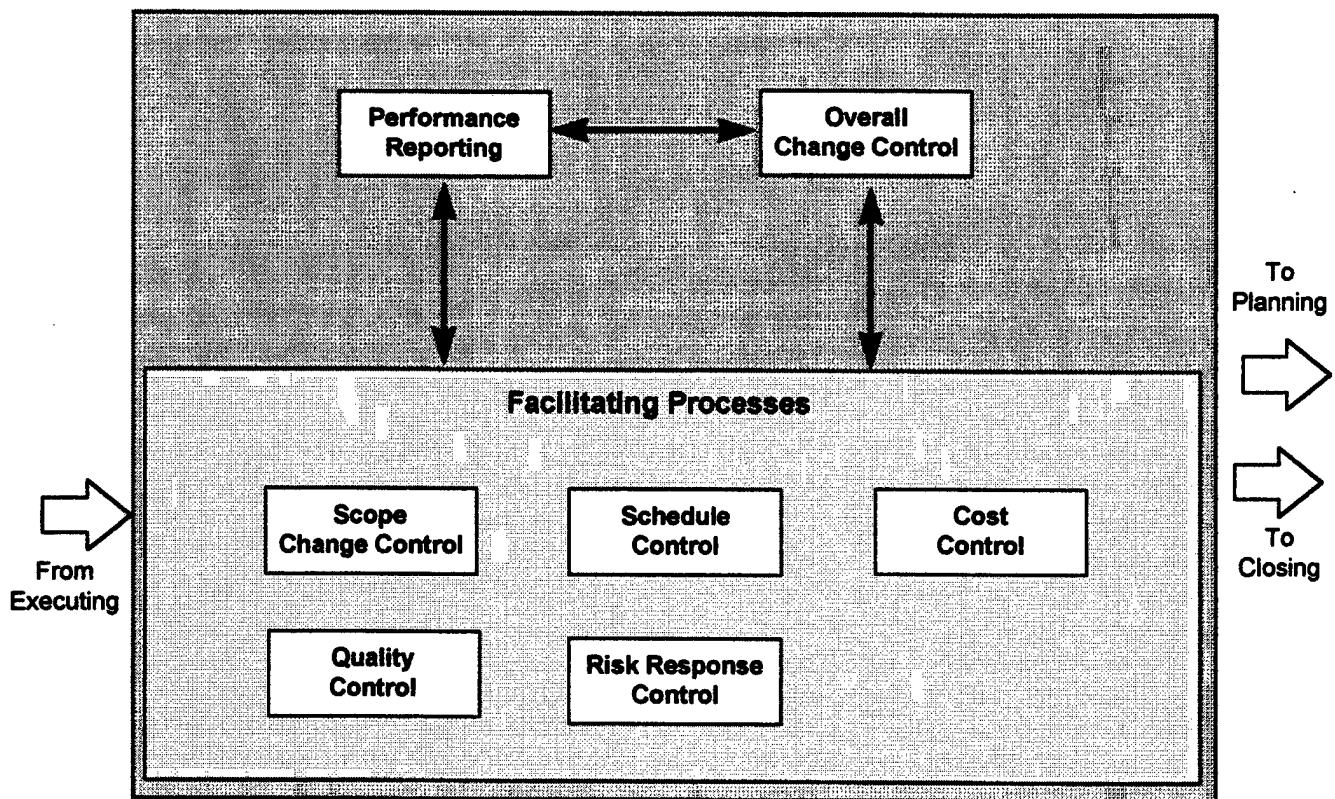 Performance
Reporting
Overall
Change Control
To
Planning
Facilitating Processes
Scope
Change Control
Schedule
Control
Cost
Control
From
Executing
To
Closing
Quality
Control
Risk Response
Control